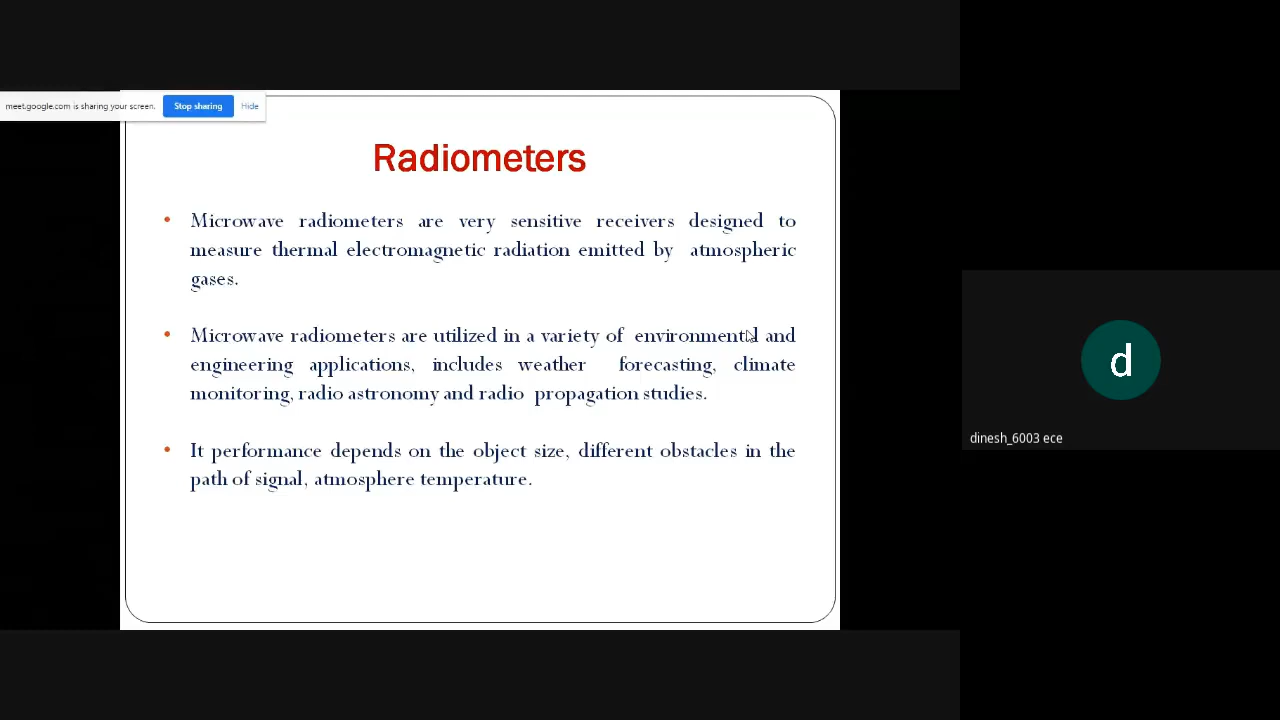 meet.google.com is sharing your screen.
Stop sharing
Hide
Radiometers
• Microwave radiometers are very sensitive receivers designed to
measure thermal electromagnetic radiation emitted by atmospheric
gases.
• Microwave radiometers are utilized in a variety of environmental and
engineering applications, includes weather forecasting, climate
monitoring, radio astronomy and radio propagation studies.
• It performance depends on the object size, different obstacles in the
path of signal, atmosphere temperature.
d
dinesh_6003 ece